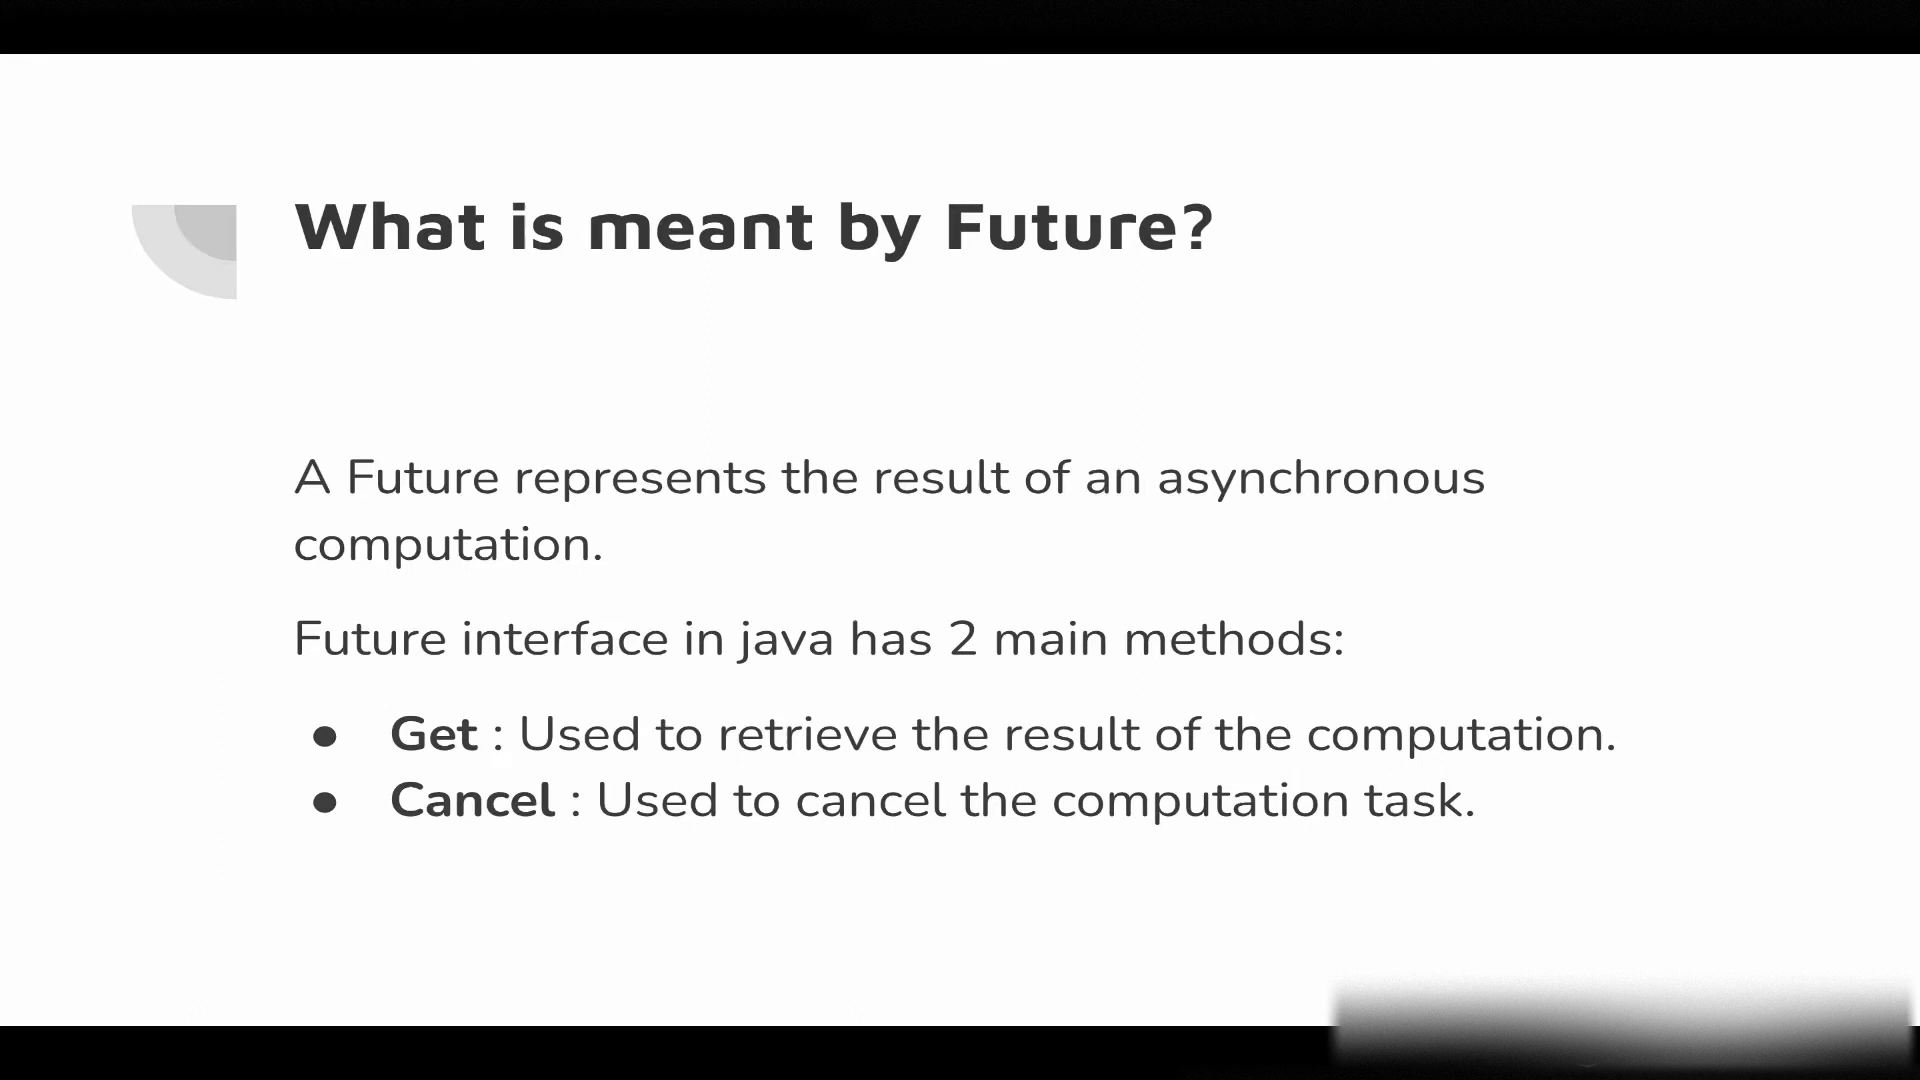 What is meant by Future?
A Future represents the result of an asynchronous
computation.
Future interface in java has 2 main methods:
● Get : Used to retrieve the result of the computation.
● Cancel : Used to cancel the computation task.